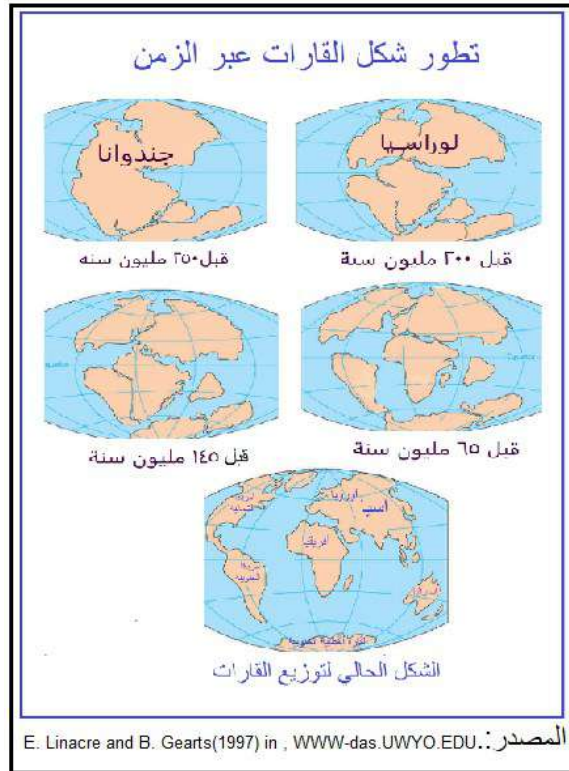 تطور شكل القارات عبر الزمن
جندوانا
لوراسيا
قبل ٢٥٠ مليون سنه
قبل ٢٠٠ مليون سنة
قبل ١٤٥ مليون سنة
قبل ٦٥ مليون سنة
أوروبا
أفريقيا
الشكل الحالي لتوزيع القارات
المصدر:. E. Linacre and B. Gearts(1997) in , WWW-das.UWYO.EDU